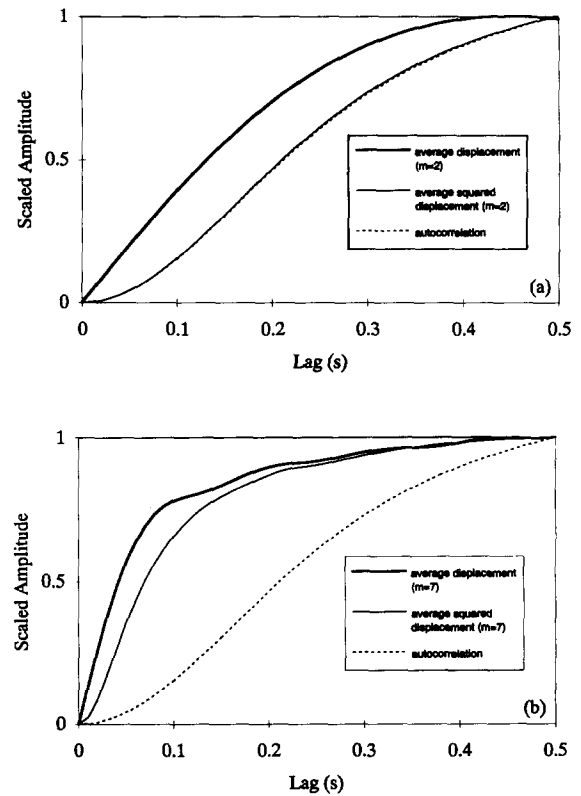 1
Scaled Amplitude
0.5
average displacement
(m=2)
average squared
displacement (m=2)
autocorrelation
0
(a)
0 0.1 0.2 0.3 0.4 0.5
Lag (s)
1
Scaled Amplitude
0.5
average displacement
(m=7)
average squared
displacement (m=7)
autocorrelation
0
(b)
0 0.1 0.2 0.3 0.4 0.5
Lag (s)